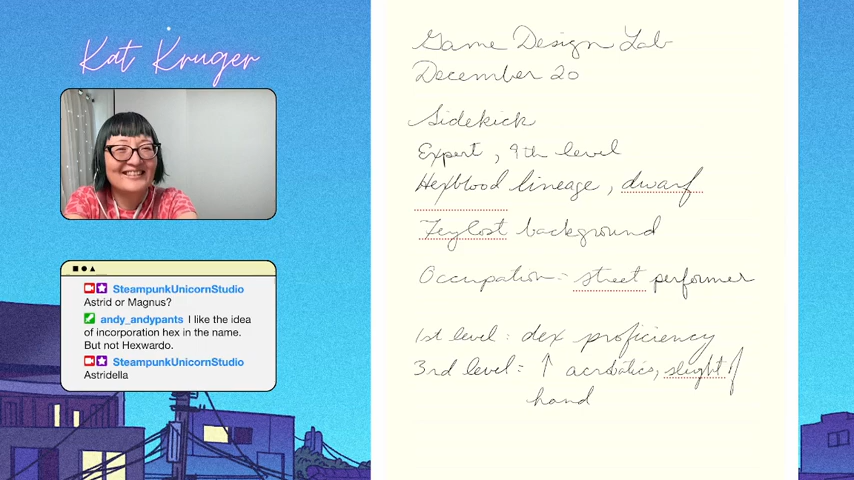 Kat Kruger
SteampunkUnicornStudio
Astrid or Magnus?
andy_andypants I like the idea
of incorporation hex in the name.
But not Hexwardo.
SteampunkUnicornStudio
Astridella
Game Design Lab
December 20
Sidekick
Expert, 9th level
Hexblood lineage, dwarf
Feylost background
Occupation: street performer
1st level: dex proficiency
3rd level: ↑ acrobatics, slight of
hand